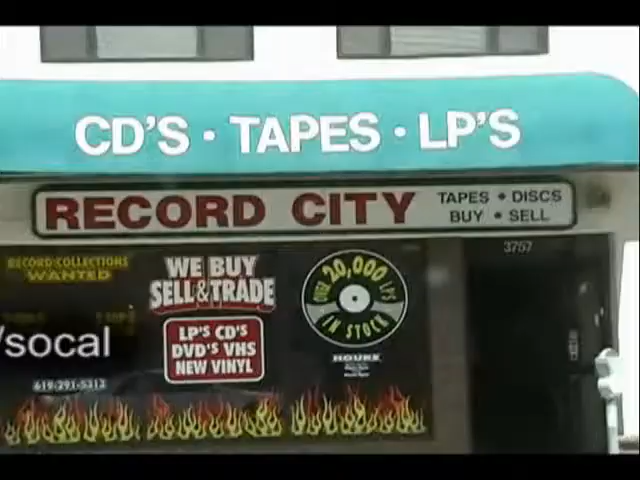 CD'S · TAPES · LP'S
RECORD CITY
TAPES • DISCS
BUY • SELL
3757
RECORD COLLECTIONS
WANTED
WE BUY
SELL & TRADE
LP'S CD'S
DVD'S VHS
NEW VINYL
OVER 20,000 LP'S
IN STOCK
HOURS
/socal
619-291-5313